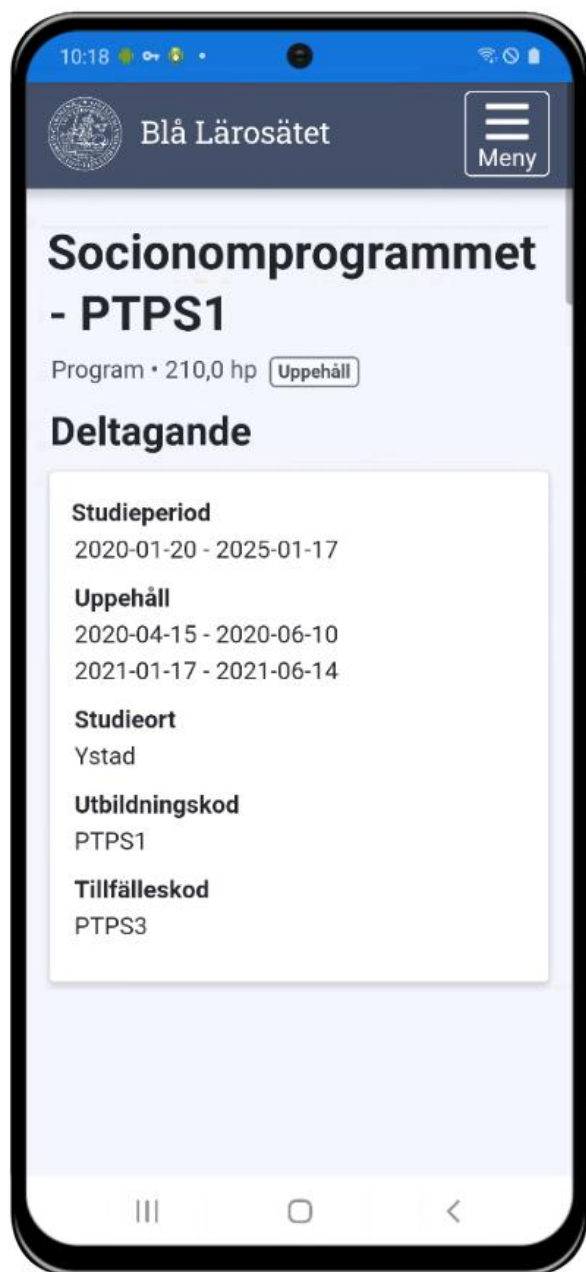 10:18
Blå Lärosätet
Meny
Socionomprogrammet
- PTPS1
Program • 210,0 hp Uppehåll
Deltagande
Studieperiod
2020-01-20 - 2025-01-17
Uppehåll
2020-04-15 - 2020-06-10
2021-01-17 - 2021-06-14
Studieort
Ystad
Utbildningskod
PTPS1
Tillfälleskod
PTPS3